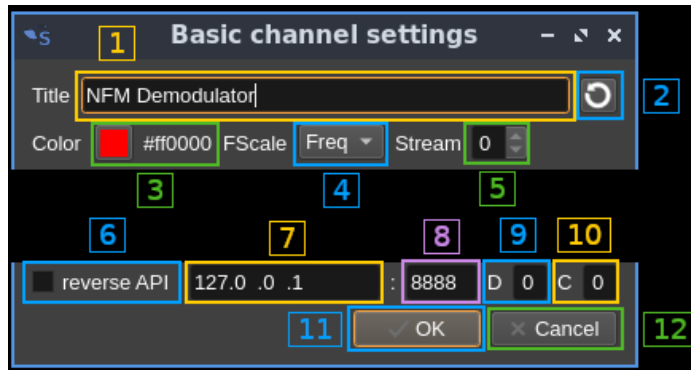 1 Basic channel settings
Title NFM Demodulator 2
Color #ff0000 FScale Freq Stream 0
3 4 5
6 7 8 9 10
reverse API 127.0 .0 .1 : 8888 D 0 C 0
11 OK Cancel 12